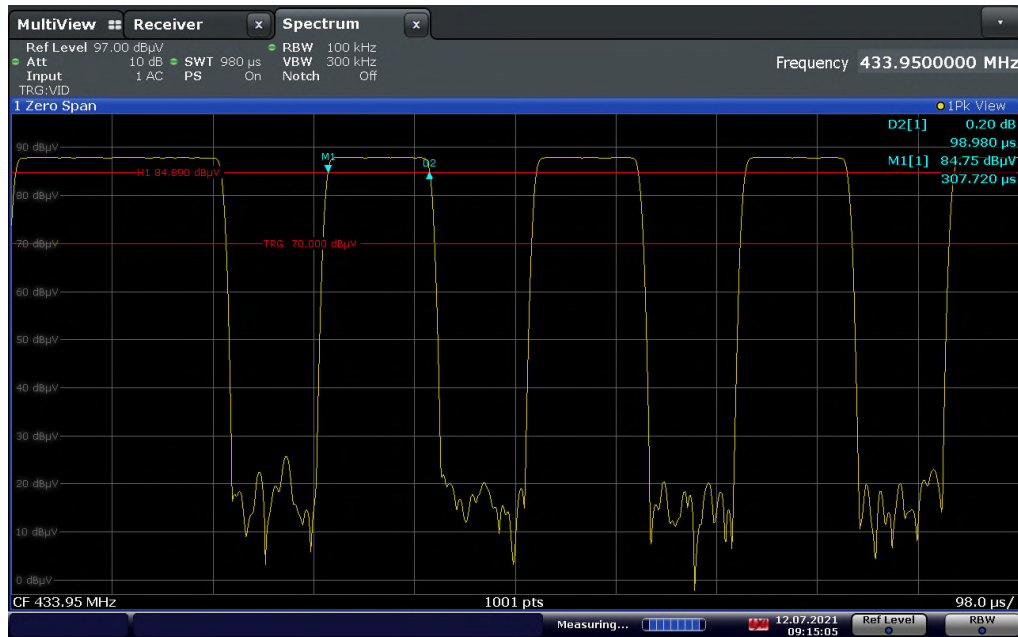 MultiView Receiver x Spectrum x
Ref Level 97.00 dBµV RBW 100 kHz
Att 10 dB SWT 980 µs VBW 300 kHz Frequency 433.9500000 MHz
Input 1 AC PS On Notch Off
TRG:VID
1 Zero Span 1Pk View
D2[1] 0.20 dB
98.980 µs
M1[1] 84.75 dBµV
307.720 µs
90 dBµV
M1
D2
H1 84.890 dBµV
80 dBµV
70 dBµV
TRG 70.000 dBµV
60 dBµV
50 dBµV
40 dBµV
30 dBµV
20 dBµV
10 dBµV
0 dBµV
CF 433.95 MHz 1001 pts 98.0 µs/
Measuring... 12.07.2021 Ref Level RBW
09:15:05